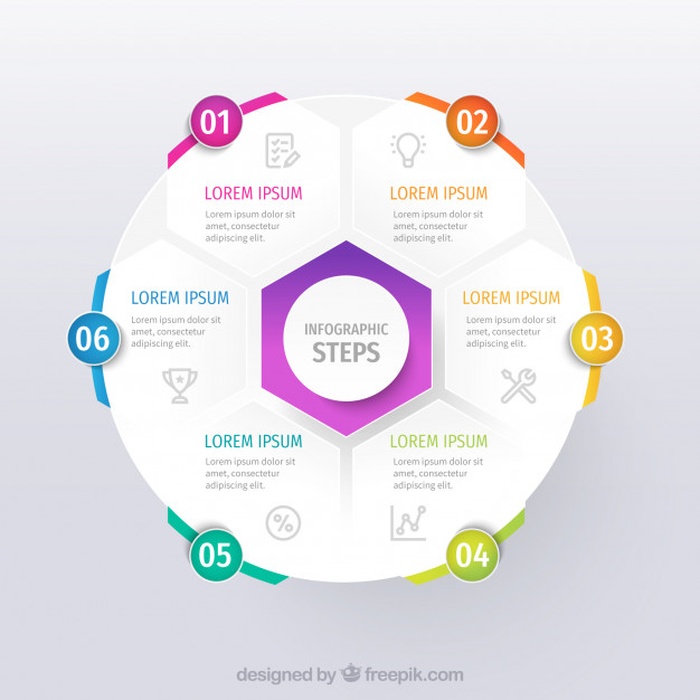 01
LOREM IPSUM
Lorem ipsum dolor sit
amet, consectetur
adipiscing elit.
02
LOREM IPSUM
Lorem ipsum dolor sit
amet, consectetur
adipiscing elit.
03
LOREM IPSUM
Lorem ipsum dolor sit
amet, consectetur
adipiscing elit.
04
LOREM IPSUM
Lorem ipsum dolor sit
amet, consectetur
adipiscing elit.
05
LOREM IPSUM
Lorem ipsum dolor sit
amet, consectetur
adipiscing elit.
06
LOREM IPSUM
Lorem ipsum dolor sit
amet, consectetur
adipiscing elit.
INFOGRAPHIC
STEPS
%
designed by freepik.com